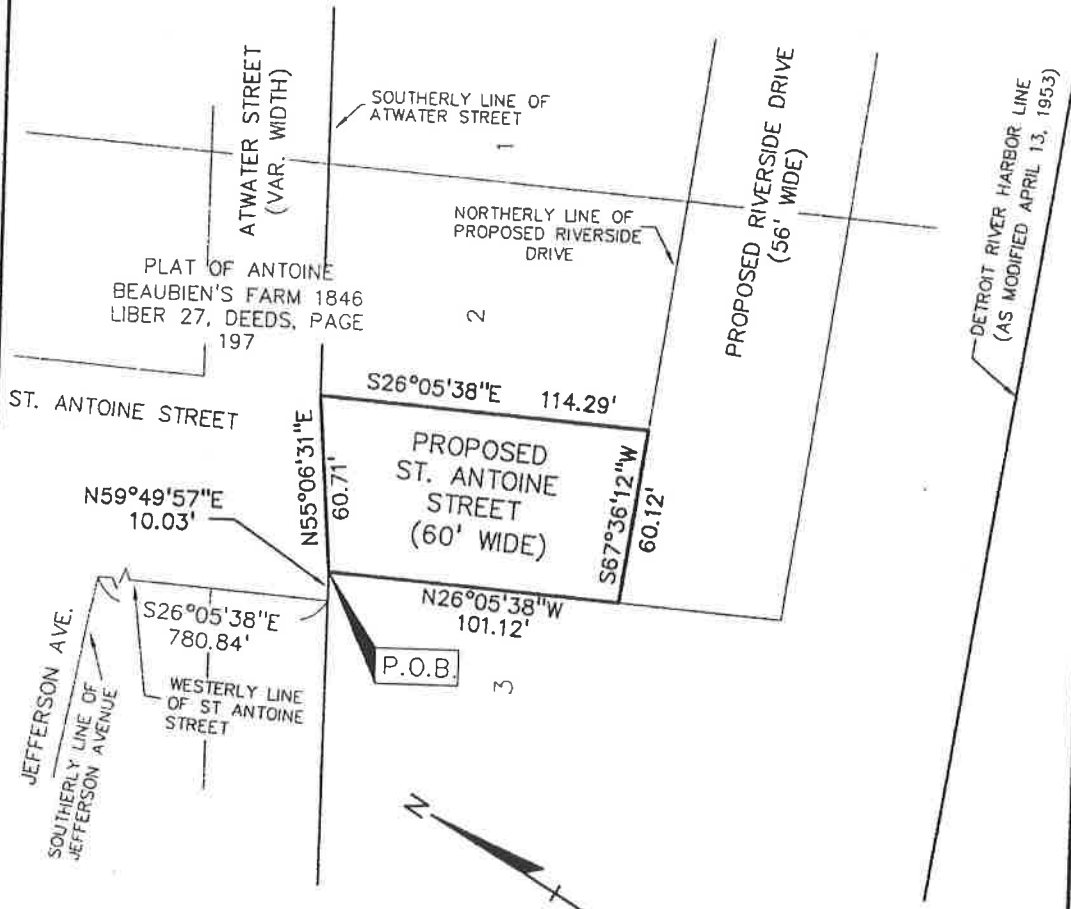 ATWATER STREET
(VAR. WIDTH)
SOUTHERLY LINE OF
ATWATER STREET
1
NORTHERLY LINE OF
PROPOSED RIVERSIDE
DRIVE
PROPOSED RIVERSIDE DRIVE
(56' WIDE)
DETROIT RIVER HARBOR LINE
(AS MODIFIED APRIL 13, 1953)
PLAT OF ANTOINE
BEAUBIEN'S FARM 1846
LIBER 27, DEEDS, PAGE
197
2
ST. ANTOINE STREET
S26°05'38"E 114.29'
N55°06'31"E
60.71'
PROPOSED
ST. ANTOINE
STREET
(60' WIDE)
S67°36'12"W
60.12'
N59°49'57"E
10.03'
N26°05'38"W
101.12'
S26°05'38"E
780.84'
P.O.B.
3
WESTERLY LINE
OF ST ANTOINE
STREET
JEFFERSON AVE.
SOUTHERLY LINE OF
JEFFERSON AVENUE
N